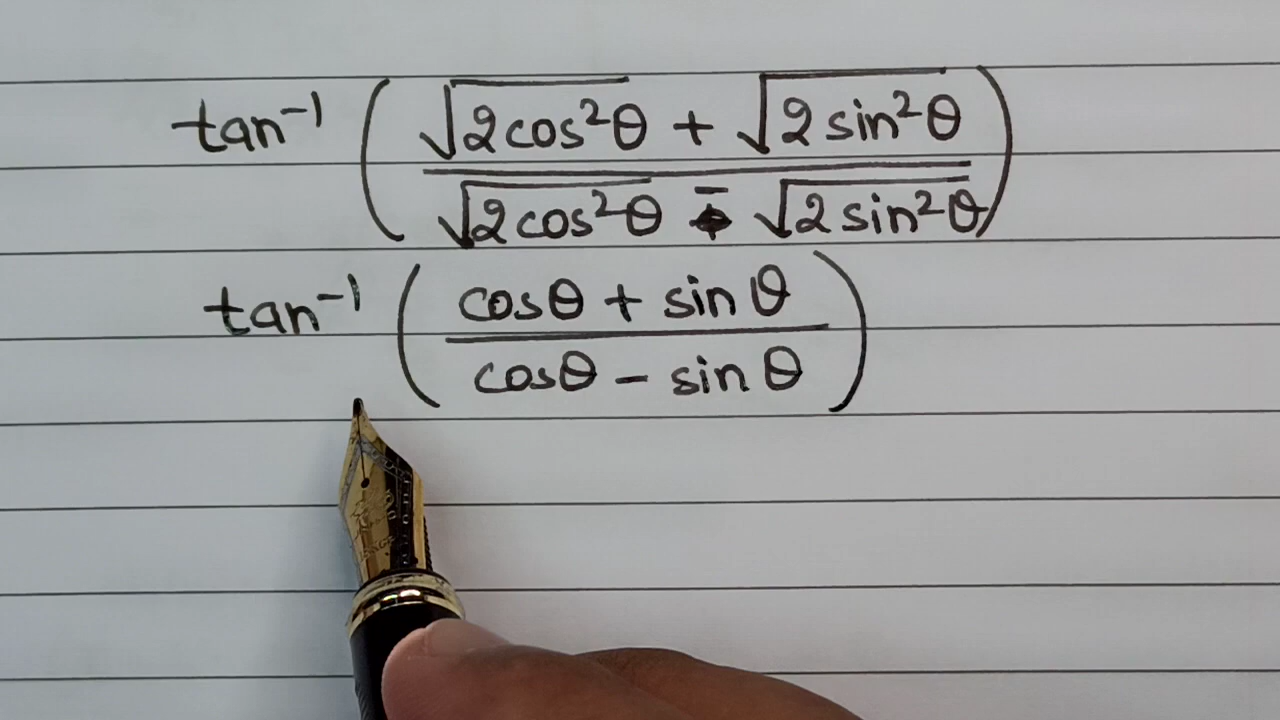 tan⁻¹ ( (√(2cos²θ) + √(2sin²θ)) / (√(2cos²θ) - √(2sin²θ)) )
tan⁻¹ ( (cosθ + sinθ) / (cosθ - sinθ) )